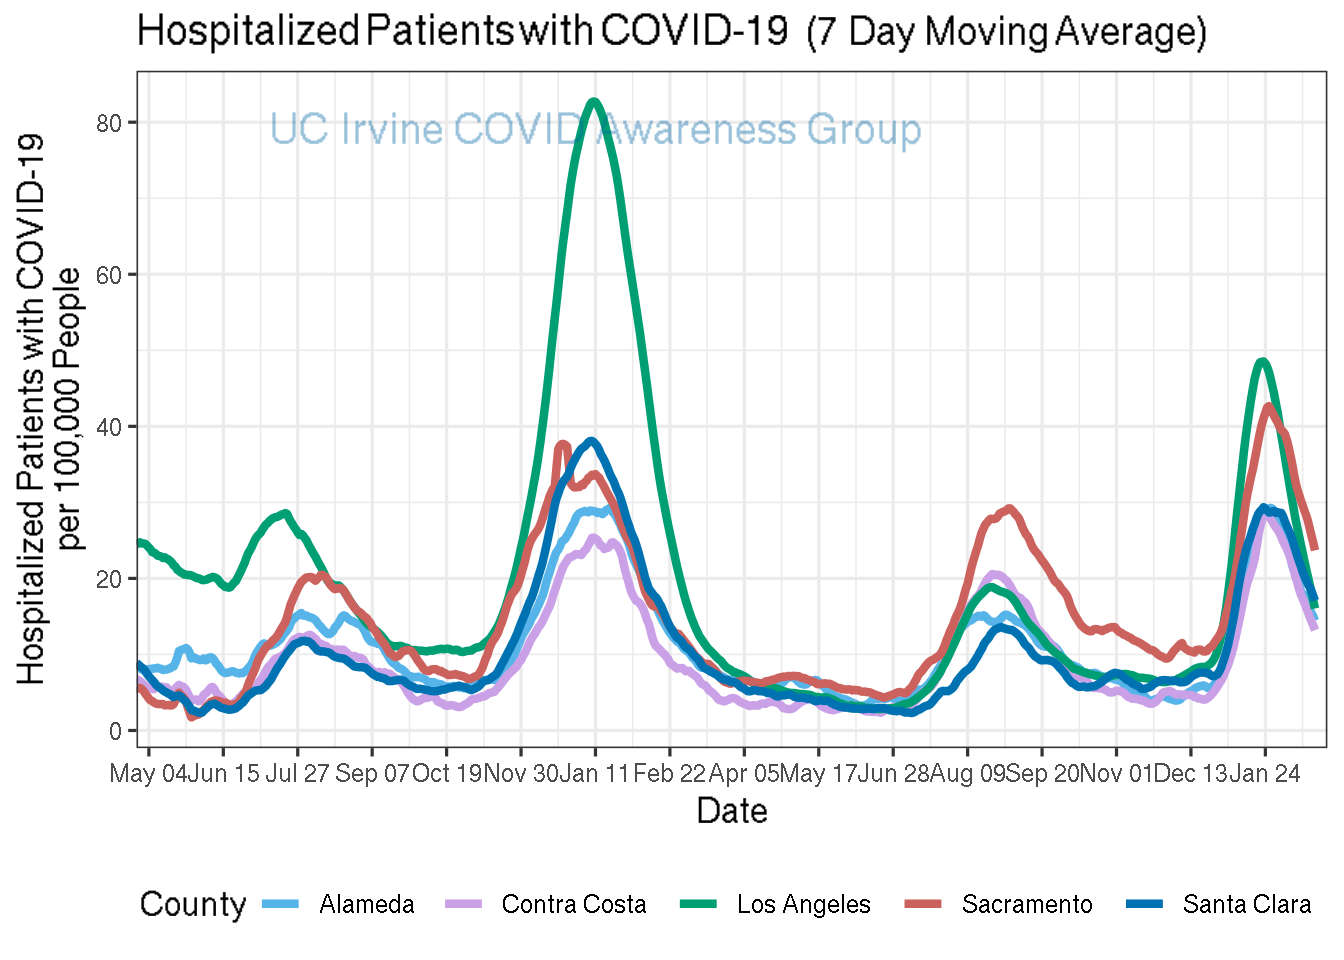 Hospitalized Patients with COVID-19 (7 Day Moving Average)
UC Irvine COVID Awareness Group
Hospitalized Patients with COVID-19
per 100,000 People
80
60
40
20
0
May 04 Jun 15 Jul 27 Sep 07 Oct 19 Nov 30 Jan 11 Feb 22 Apr 05 May 17 Jun 28 Aug 09 Sep 20 Nov 01 Dec 13 Jan 24
Date
County Alameda Contra Costa Los Angeles Sacramento Santa Clara